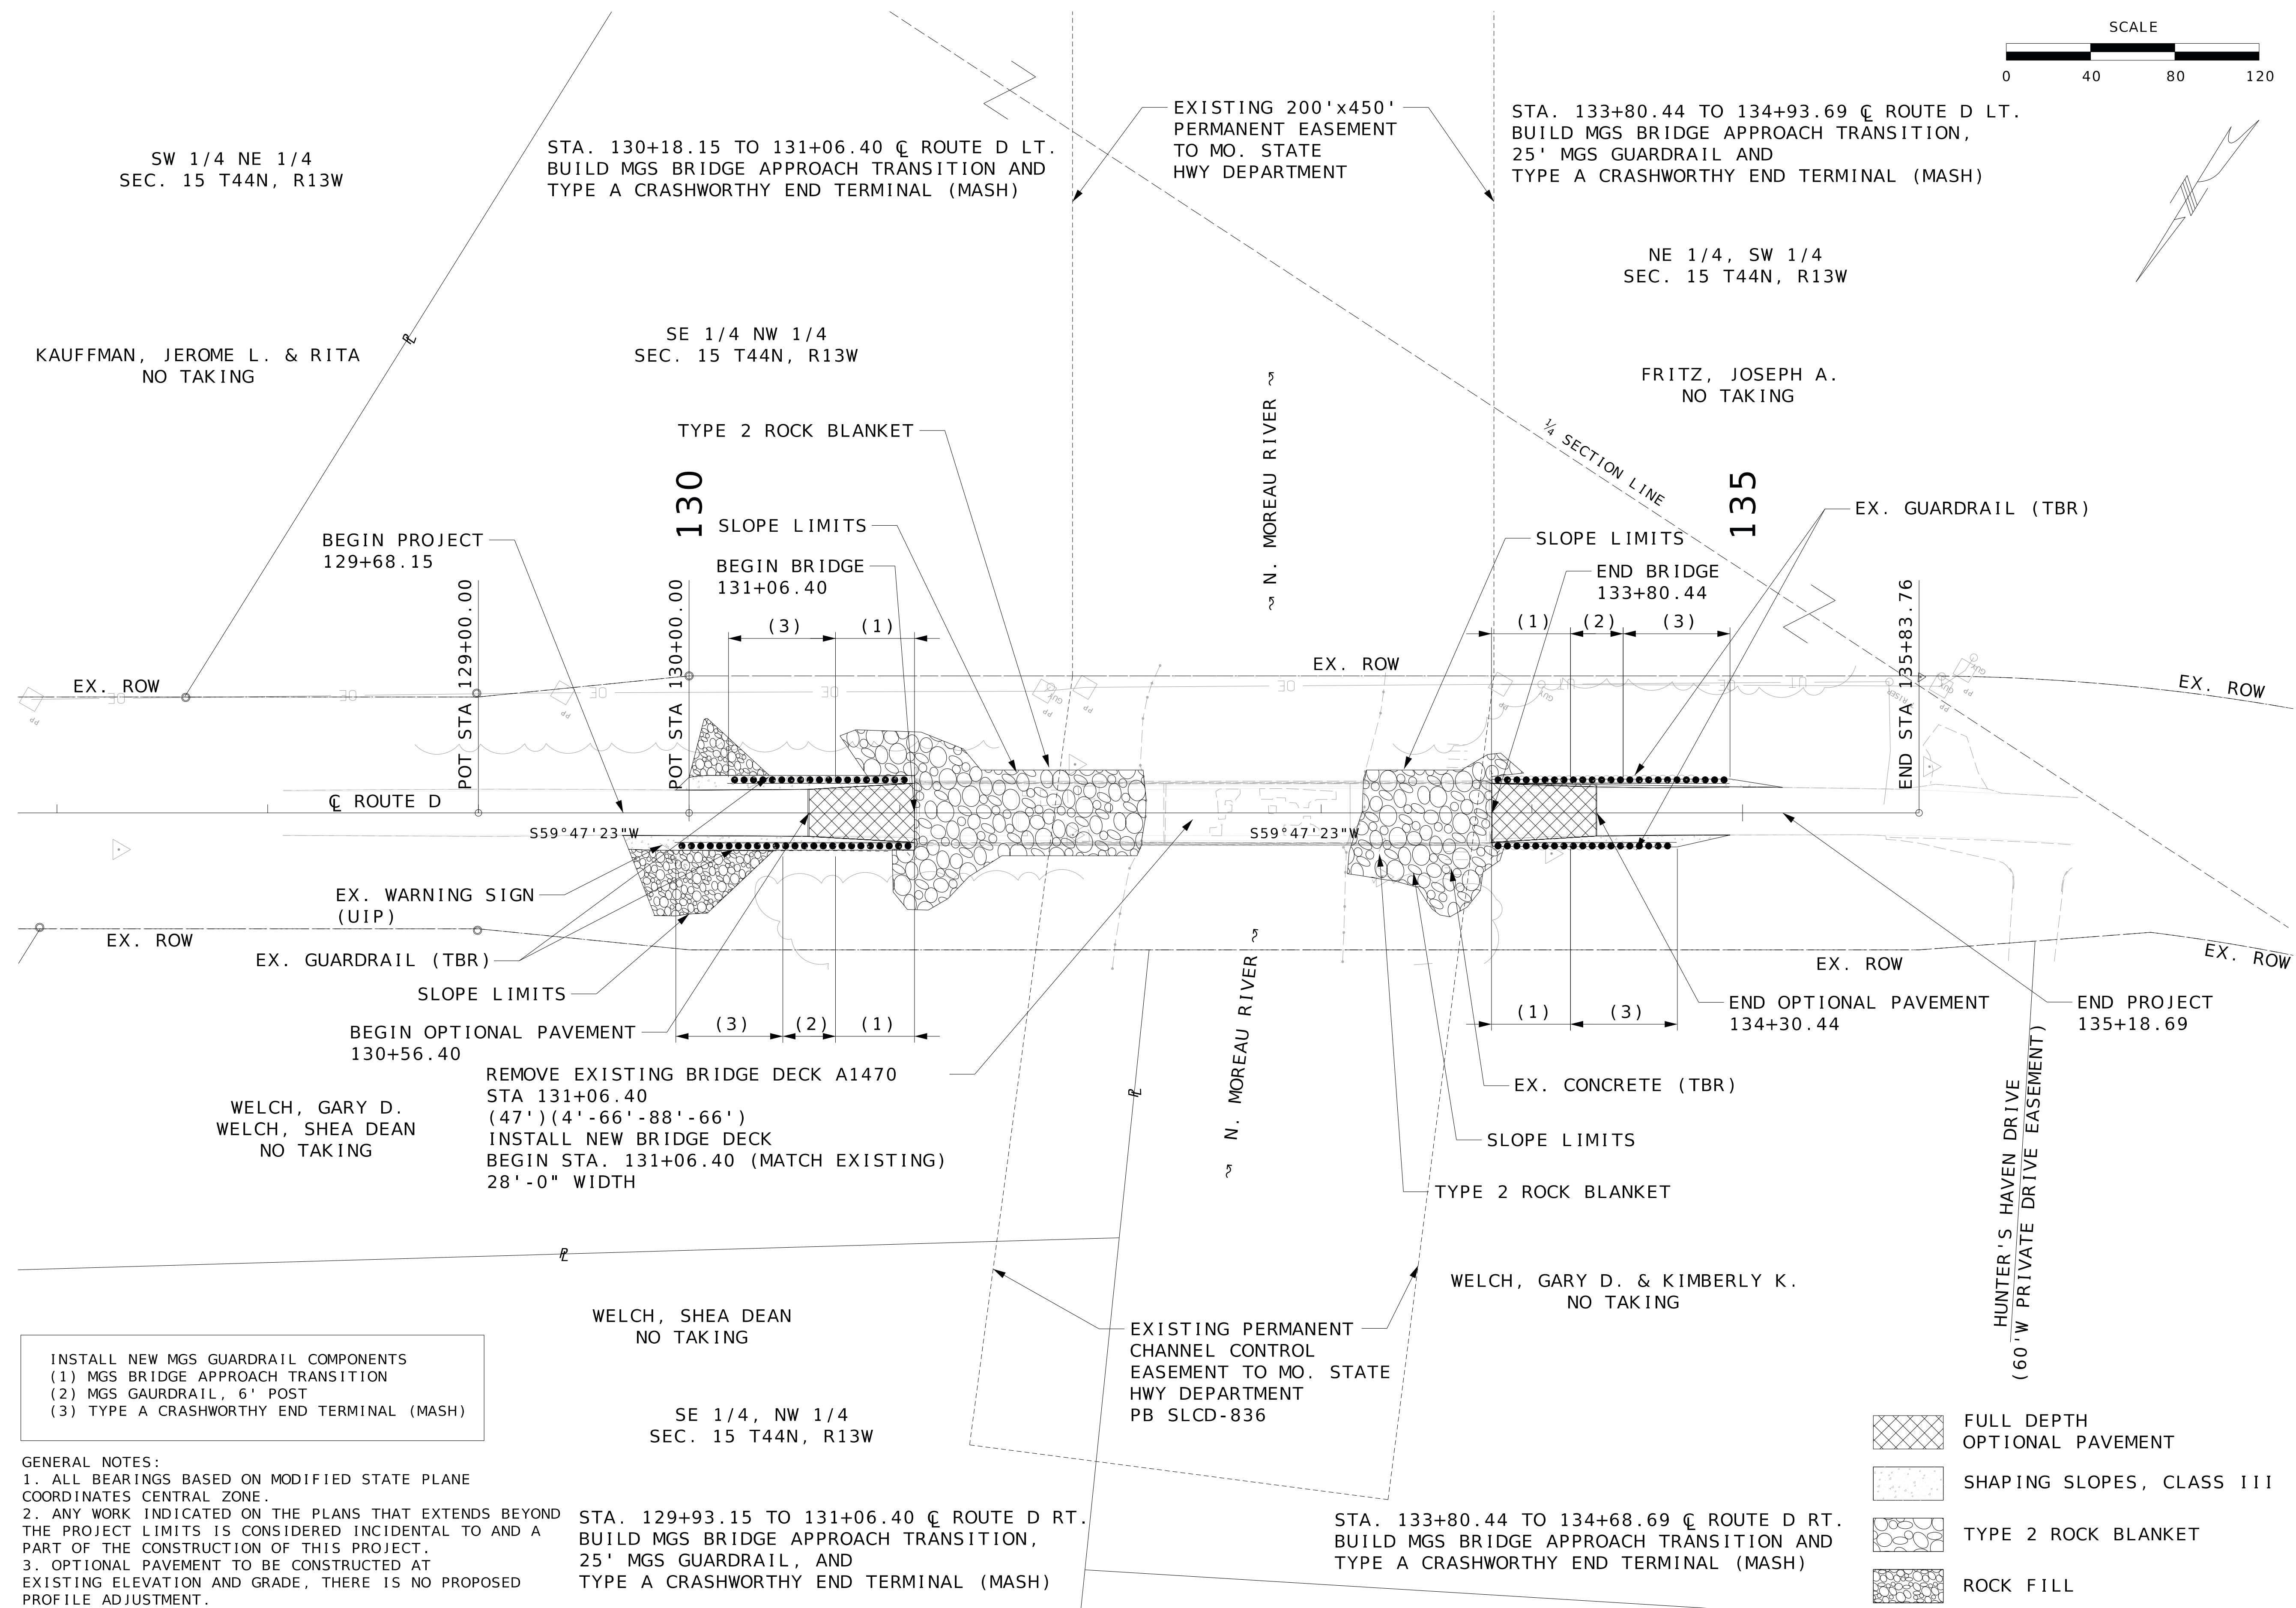 SCALE
0 40 80 120
EXISTING 200'x450'
PERMANENT EASEMENT
TO MO. STATE
HWY DEPARTMENT
STA. 133+80.44 TO 134+93.69 ℄ ROUTE D LT.
BUILD MGS BRIDGE APPROACH TRANSITION,
25' MGS GUARDRAIL AND
TYPE A CRASHWORTHY END TERMINAL (MASH)
SW 1/4 NE 1/4
SEC. 15 T44N, R13W
STA. 130+18.15 TO 131+06.40 ℄ ROUTE D LT.
BUILD MGS BRIDGE APPROACH TRANSITION AND
TYPE A CRASHWORTHY END TERMINAL (MASH)
NE 1/4, SW 1/4
SEC. 15 T44N, R13W
SE 1/4 NW 1/4
SEC. 15 T44N, R13W
KAUFFMAN, JEROME L. & RITA
NO TAKING
FRITZ, JOSEPH A.
NO TAKING
TYPE 2 ROCK BLANKET
N. MOREAU RIVER
¼ SECTION LINE
130
135
SLOPE LIMITS
EX. GUARDRAIL (TBR)
BEGIN PROJECT
129+68.15
SLOPE LIMITS
BEGIN BRIDGE
131+06.40
END BRIDGE
133+80.44
POT STA 129+00.00
POT STA 130+00.00
END STA 135+83.76
(3) (1)
(1) (2) (3)
EX. ROW
EX. ROW
EX. ROW
OE OE OE OE OE OE UT UT
PP PP PP PP PP PP PP
GUY GUY GUY GUY
RISER
℄ ROUTE D
S59°47'23"W
S59°47'23"W
EX. WARNING SIGN
(UIP)
EX. ROW
EX. GUARDRAIL (TBR)
EX. ROW
EX. ROW
SLOPE LIMITS
BEGIN OPTIONAL PAVEMENT
130+56.40
(3) (2) (1)
(1) (3)
END OPTIONAL PAVEMENT
134+30.44
END PROJECT
135+18.69
REMOVE EXISTING BRIDGE DECK A1470
STA 131+06.40
(47')(4'-66'-88'-66')
INSTALL NEW BRIDGE DECK
BEGIN STA. 131+06.40 (MATCH EXISTING)
28'-0" WIDTH
N. MOREAU RIVER
EX. CONCRETE (TBR)
SLOPE LIMITS
TYPE 2 ROCK BLANKET
WELCH, GARY D.
WELCH, SHEA DEAN
NO TAKING
HUNTER'S HAVEN DRIVE
(60'W PRIVATE DRIVE EASEMENT)
WELCH, GARY D. & KIMBERLY K.
NO TAKING
WELCH, SHEA DEAN
NO TAKING
EXISTING PERMANENT
CHANNEL CONTROL
EASEMENT TO MO. STATE
HWY DEPARTMENT
PB SLCD-836
INSTALL NEW MGS GUARDRAIL COMPONENTS
(1) MGS BRIDGE APPROACH TRANSITION
(2) MGS GAURDRAIL, 6' POST
(3) TYPE A CRASHWORTHY END TERMINAL (MASH)
SE 1/4, NW 1/4
SEC. 15 T44N, R13W
GENERAL NOTES:
1. ALL BEARINGS BASED ON MODIFIED STATE PLANE
COORDINATES CENTRAL ZONE.
2. ANY WORK INDICATED ON THE PLANS THAT EXTENDS BEYOND
THE PROJECT LIMITS IS CONSIDERED INCIDENTAL TO AND A
PART OF THE CONSTRUCTION OF THIS PROJECT.
3. OPTIONAL PAVEMENT TO BE CONSTRUCTED AT
EXISTING ELEVATION AND GRADE, THERE IS NO PROPOSED
PROFILE ADJUSTMENT.
STA. 129+93.15 TO 131+06.40 ℄ ROUTE D RT.
BUILD MGS BRIDGE APPROACH TRANSITION,
25' MGS GUARDRAIL, AND
TYPE A CRASHWORTHY END TERMINAL (MASH)
STA. 133+80.44 TO 134+68.69 ℄ ROUTE D RT.
BUILD MGS BRIDGE APPROACH TRANSITION AND
TYPE A CRASHWORTHY END TERMINAL (MASH)
FULL DEPTH
OPTIONAL PAVEMENT
SHAPING SLOPES, CLASS III
TYPE 2 ROCK BLANKET
ROCK FILL